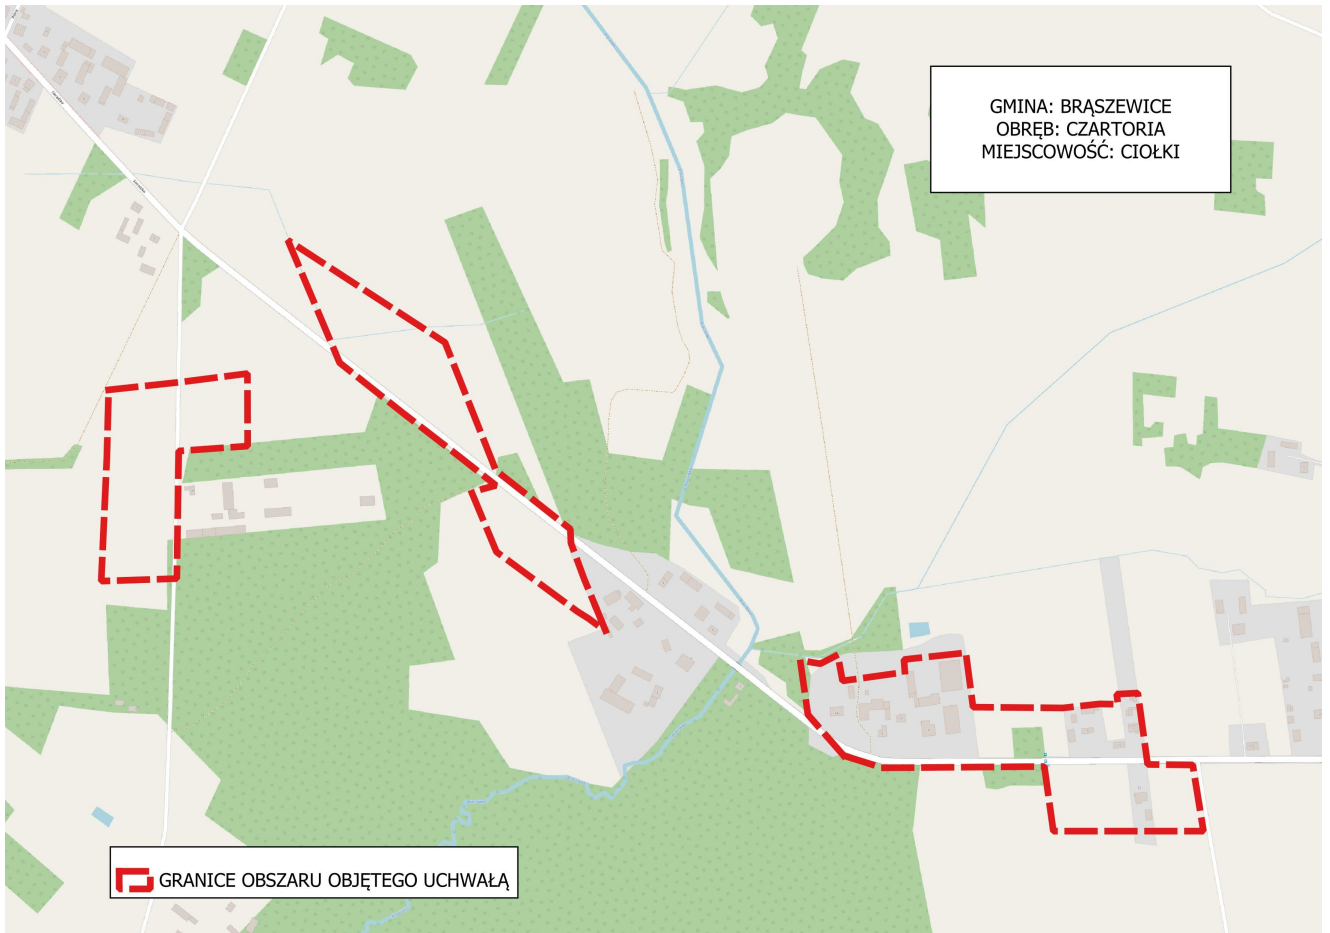 GMINA: BRĄSZEWICE
OBRĘB: CZARTORIA
MIEJSCOWOŚĆ: CIOŁKI
GRANICE OBSZARU OBJĘTEGO UCHWAŁĄ